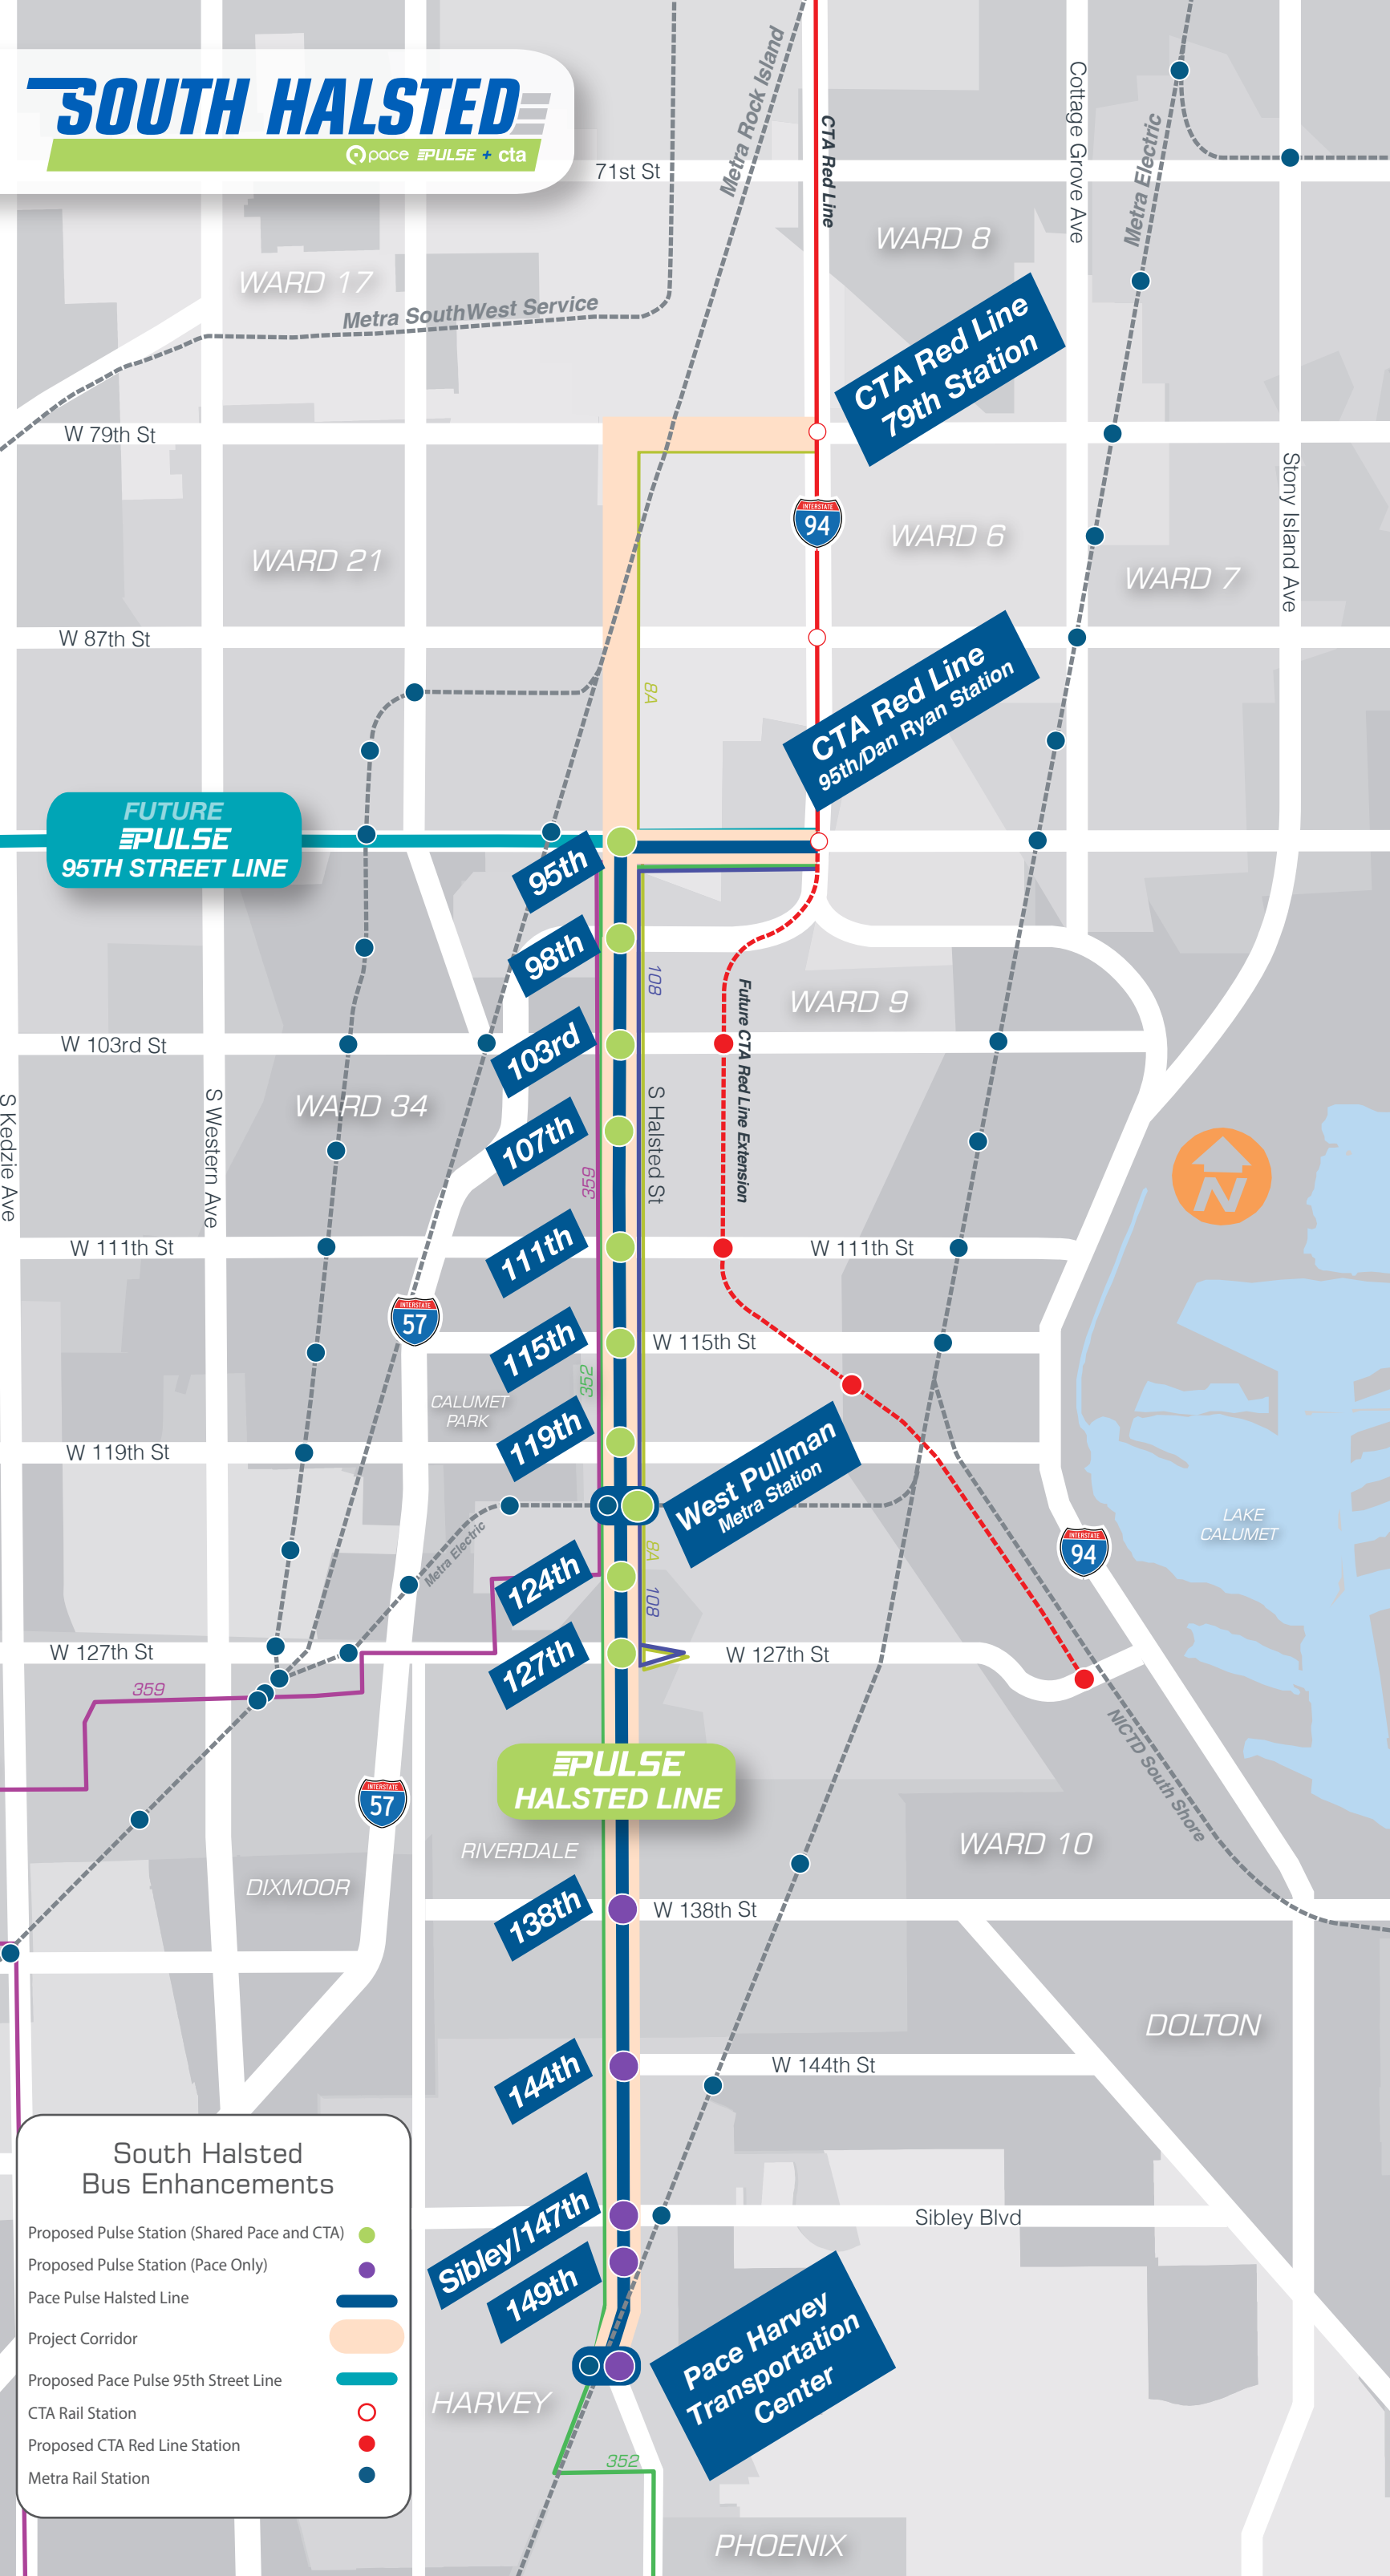 SOUTH HALSTED
pace PULSE + cta
71st St
Metra Rock Island
CTA Red Line
Cottage Grove Ave
Metra Electric
WARD 8
WARD 17
Metra SouthWest Service
CTA Red Line
79th Station
W 79th St
INTERSTATE
94
WARD 6
WARD 21
WARD 7
Stony Island Ave
W 87th St
8A
CTA Red Line
95th/Dan Ryan Station
FUTURE
PULSE
95TH STREET LINE
95th
98th
108
WARD 9
Future CTA Red Line Extension
W 103rd St
103rd
S Kedzie Ave
S Western Ave
WARD 34
S Halsted St
107th
359
N
W 111th St
111th
W 111th St
INTERSTATE
57
115th
W 115th St
352
CALUMET
PARK
119th
W 119th St
West Pullman
Metra Station
LAKE
CALUMET
INTERSTATE
94
Metra Electric
8A
108
124th
W 127th St
127th
W 127th St
359
NICTD South Shore
PULSE
HALSTED LINE
INTERSTATE
57
RIVERDALE
WARD 10
DIXMOOR
138th
W 138th St
DOLTON
144th
W 144th St
South Halsted
Bus Enhancements
Proposed Pulse Station (Shared Pace and CTA)
Proposed Pulse Station (Pace Only)
Pace Pulse Halsted Line
Project Corridor
Proposed Pace Pulse 95th Street Line
CTA Rail Station
Proposed CTA Red Line Station
Metra Rail Station
Sibley/147th
Sibley Blvd
149th
Pace Harvey
Transportation
Center
HARVEY
352
PHOENIX